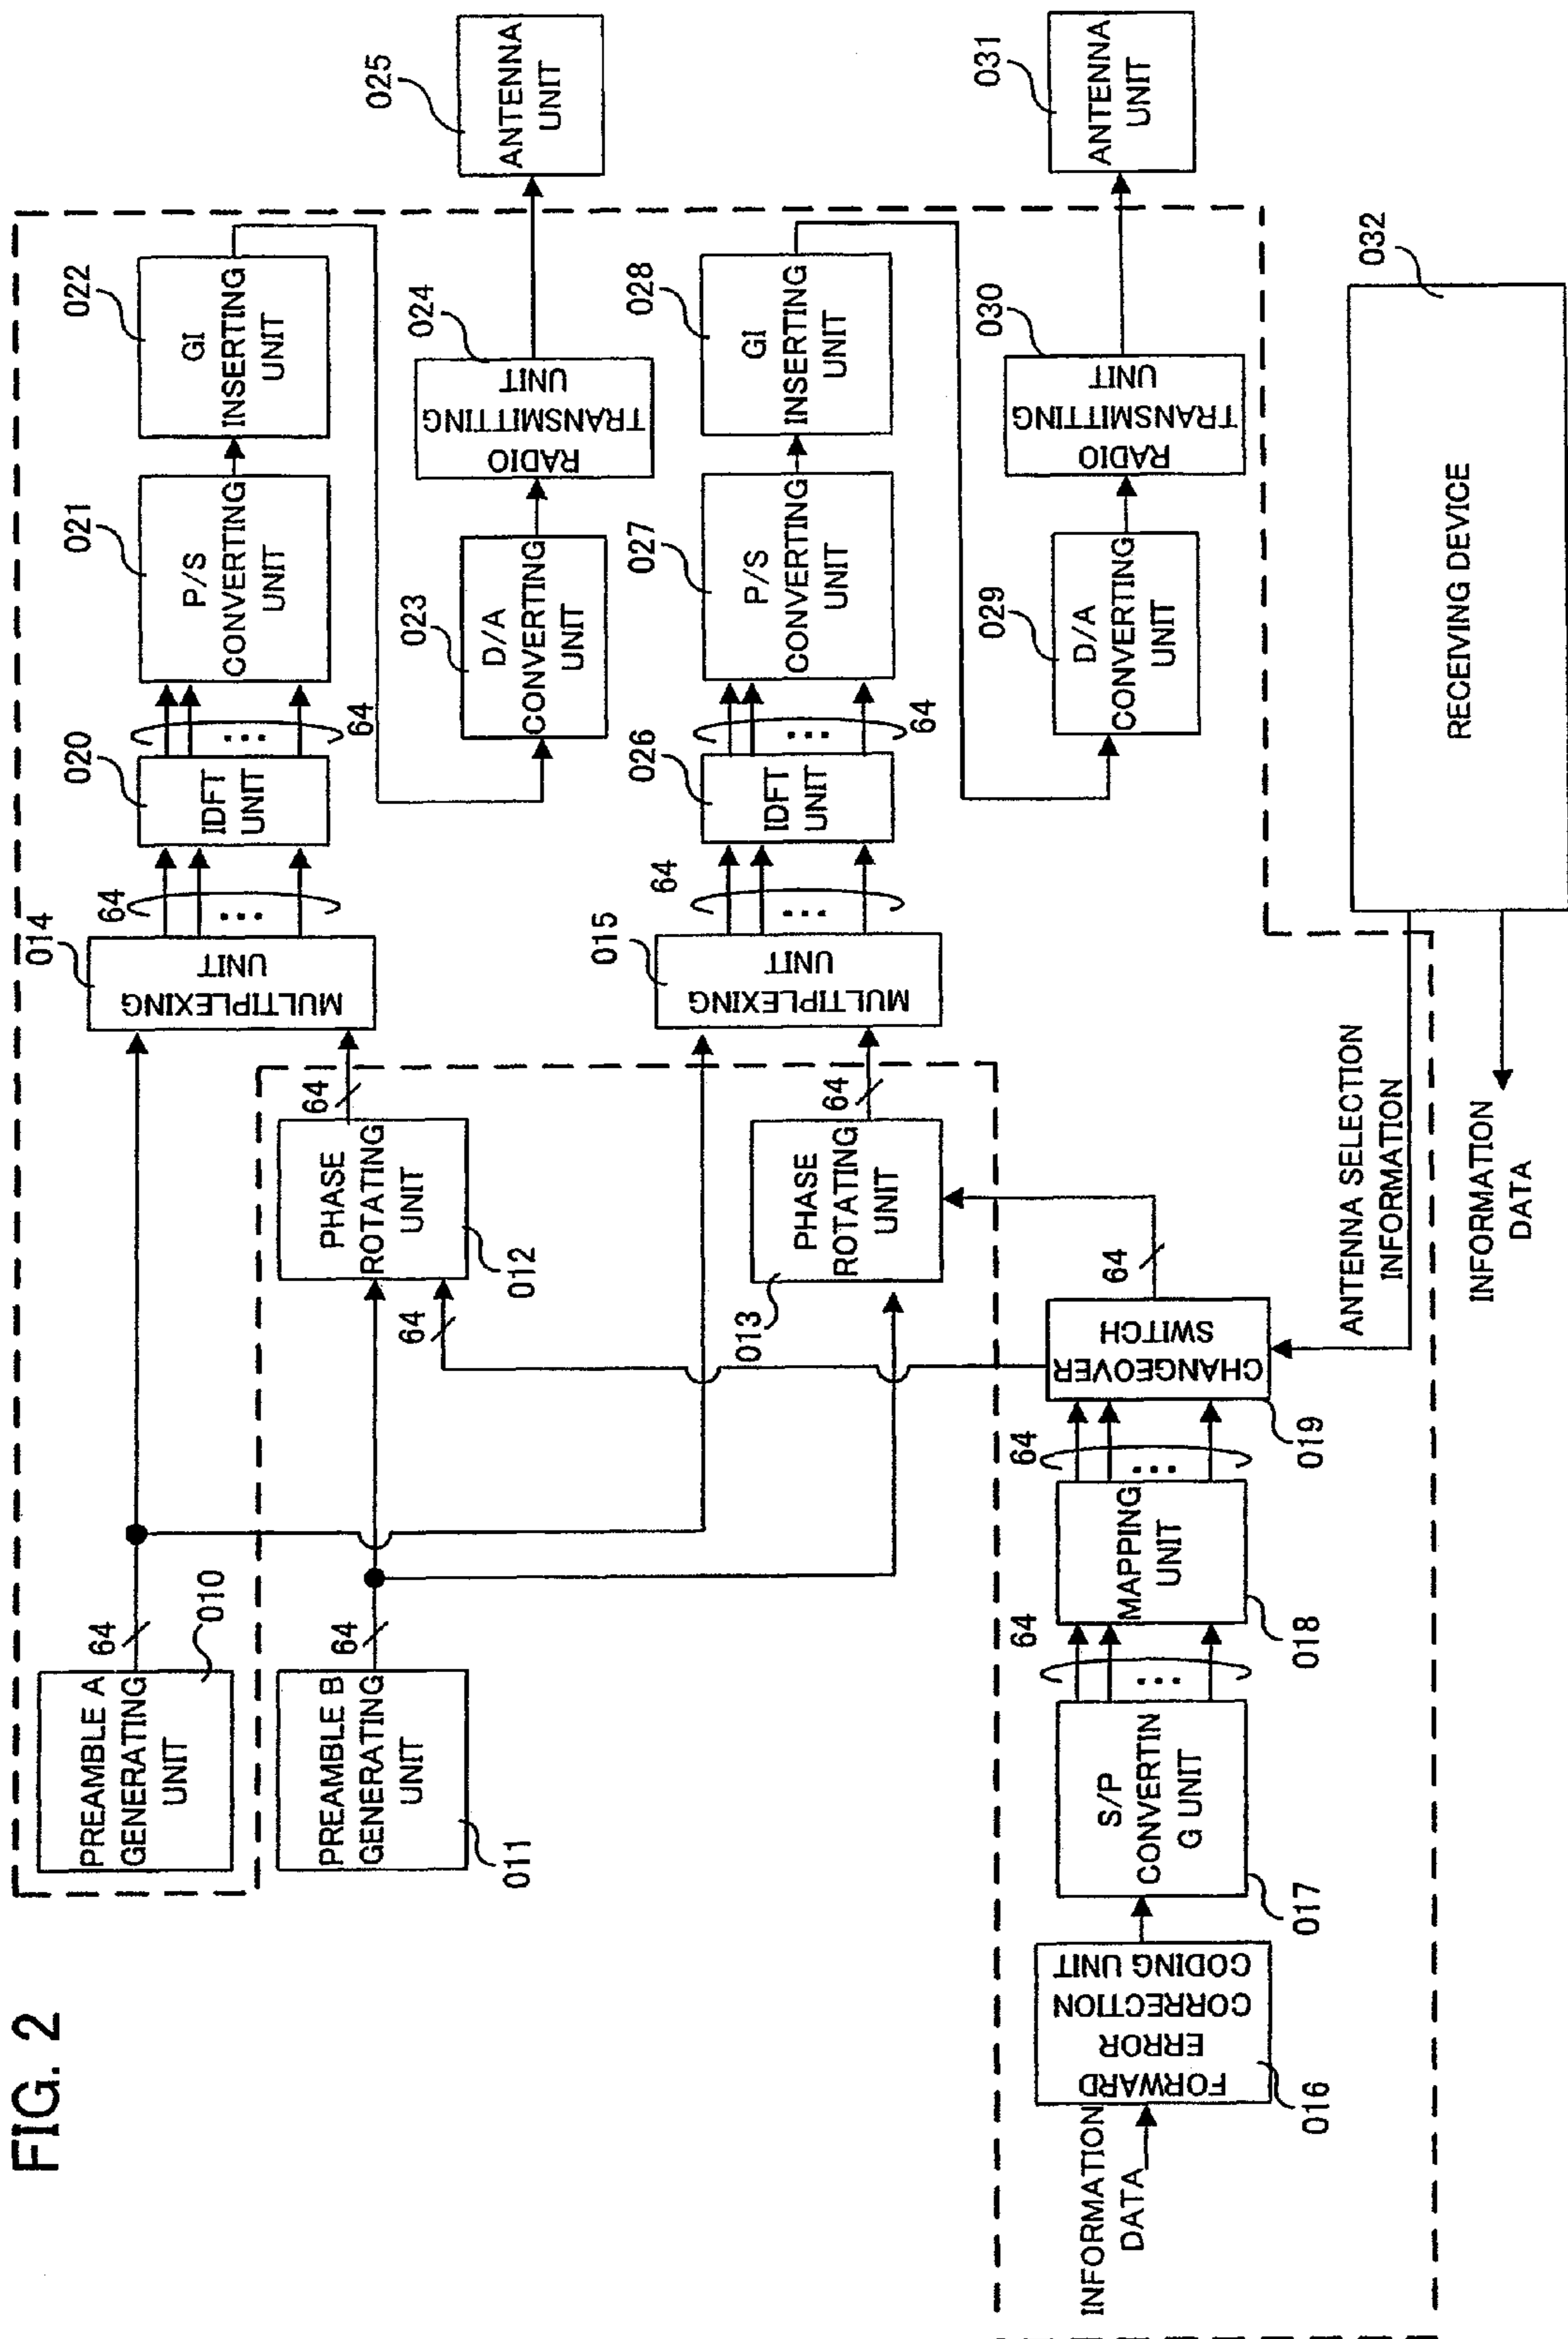 FIG. 2
PREAMBLE A
GENERATING
UNIT
010
64
PREAMBLE B
GENERATING
UNIT
011
64
PHASE
ROTATING
UNIT
012
64
64
PHASE
ROTATING
UNIT
013
64
64
MULTIPLEXING
UNIT
014
64
...
IDFT
UNIT
020
64
...
P/S
CONVERTING
UNIT
021
GI
INSERTING
UNIT
022
D/A
CONVERTING
UNIT
023
RADIO
TRANSMITTING
UNIT
024
ANTENNA
UNIT
025
MULTIPLEXING
UNIT
015
64
...
IDFT
UNIT
026
64
...
P/S
CONVERTING
UNIT
027
GI
INSERTING
UNIT
028
D/A
CONVERTING
UNIT
029
RADIO
TRANSMITTING
UNIT
030
ANTENNA
UNIT
031
INFORMATION
DATA
FORWARD
ERROR
CORRECTION
CODING UNIT
016
S/P
CONVERTIN
G UNIT
017
64
...
MAPPING
UNIT
018
64
...
CHANGEOVER
SWITCH
019
ANTENNA SELECTION
INFORMATION
INFORMATION
DATA
RECEIVING DEVICE
032